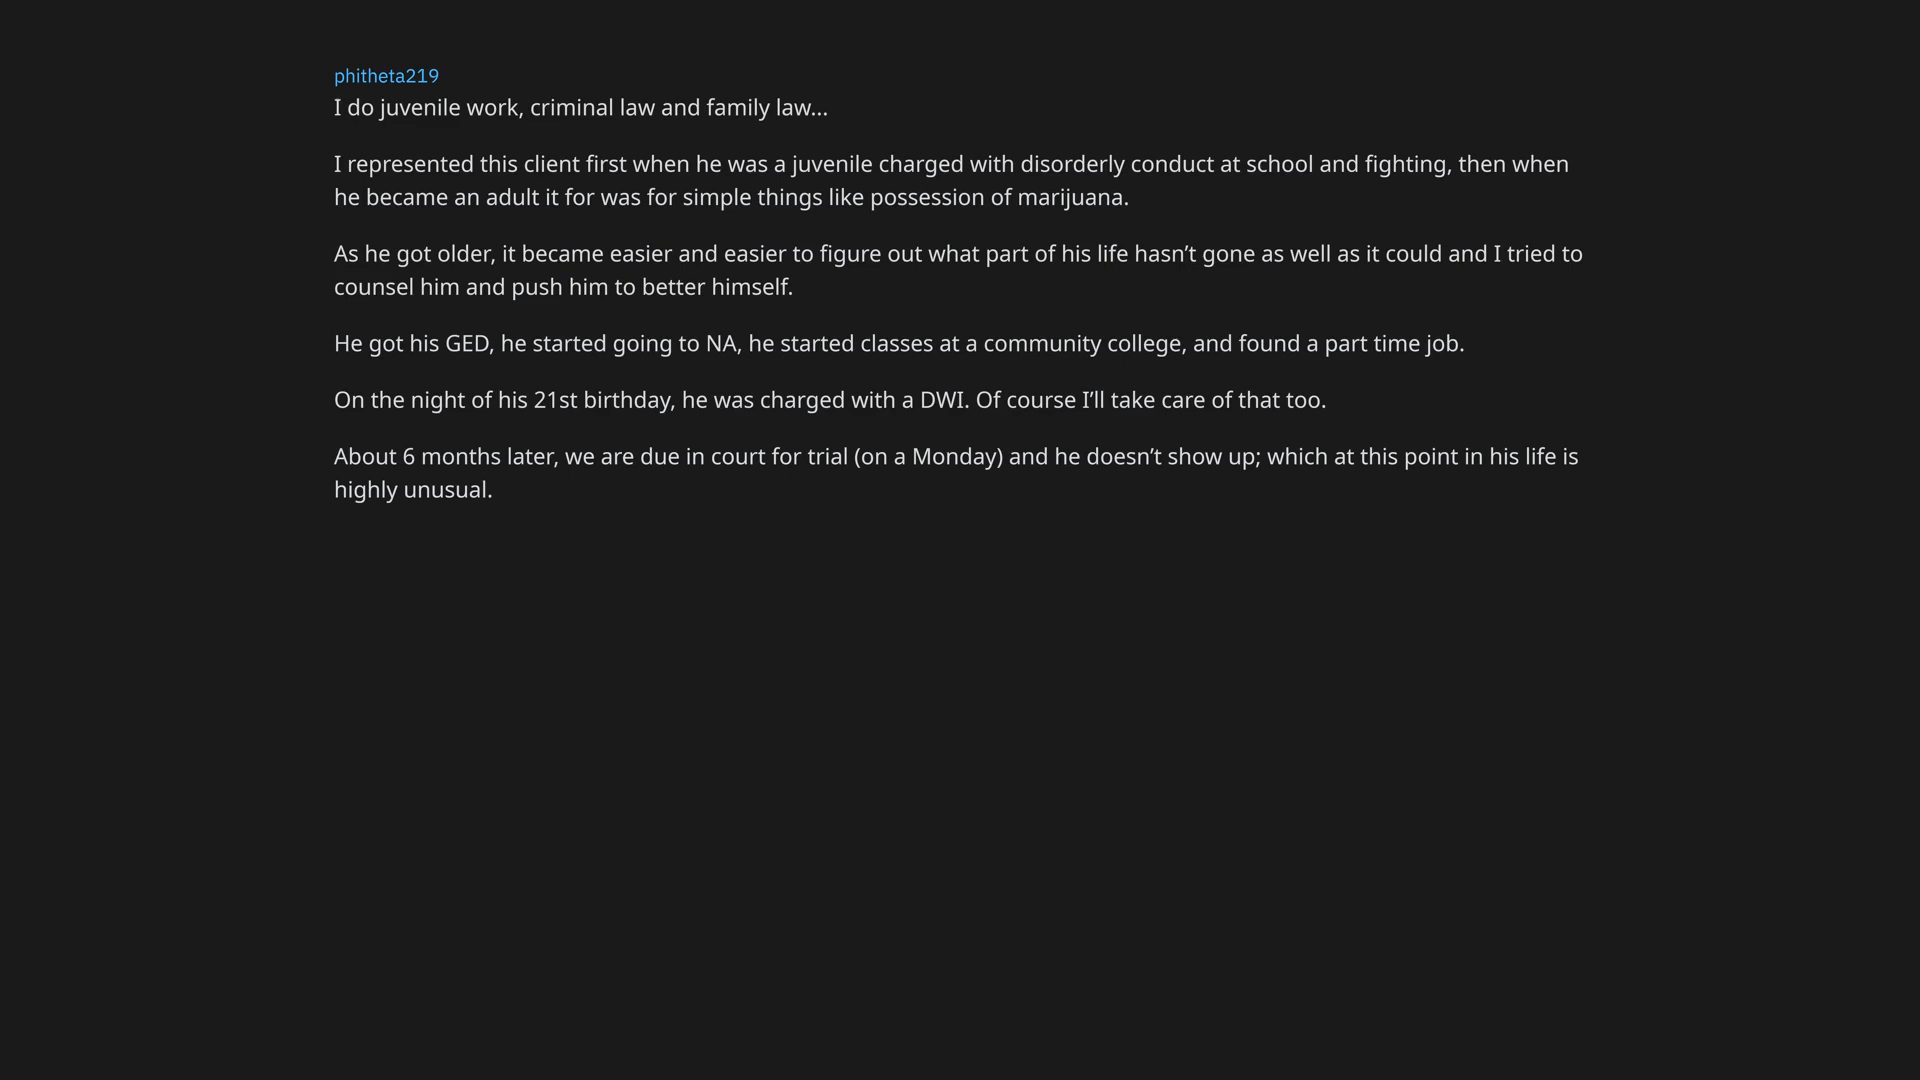 phitheta219
I do juvenile work, criminal law and family law...
I represented this client first when he was a juvenile charged with disorderly conduct at school and fighting, then when
he became an adult it for was for simple things like possession of marijuana.
As he got older, it became easier and easier to figure out what part of his life hasn’t gone as well as it could and I tried to
counsel him and push him to better himself.
He got his GED, he started going to NA, he started classes at a community college, and found a part time job.
On the night of his 21st birthday, he was charged with a DWI. Of course I’ll take care of that too.
About 6 months later, we are due in court for trial (on a Monday) and he doesn’t show up; which at this point in his life is
highly unusual.